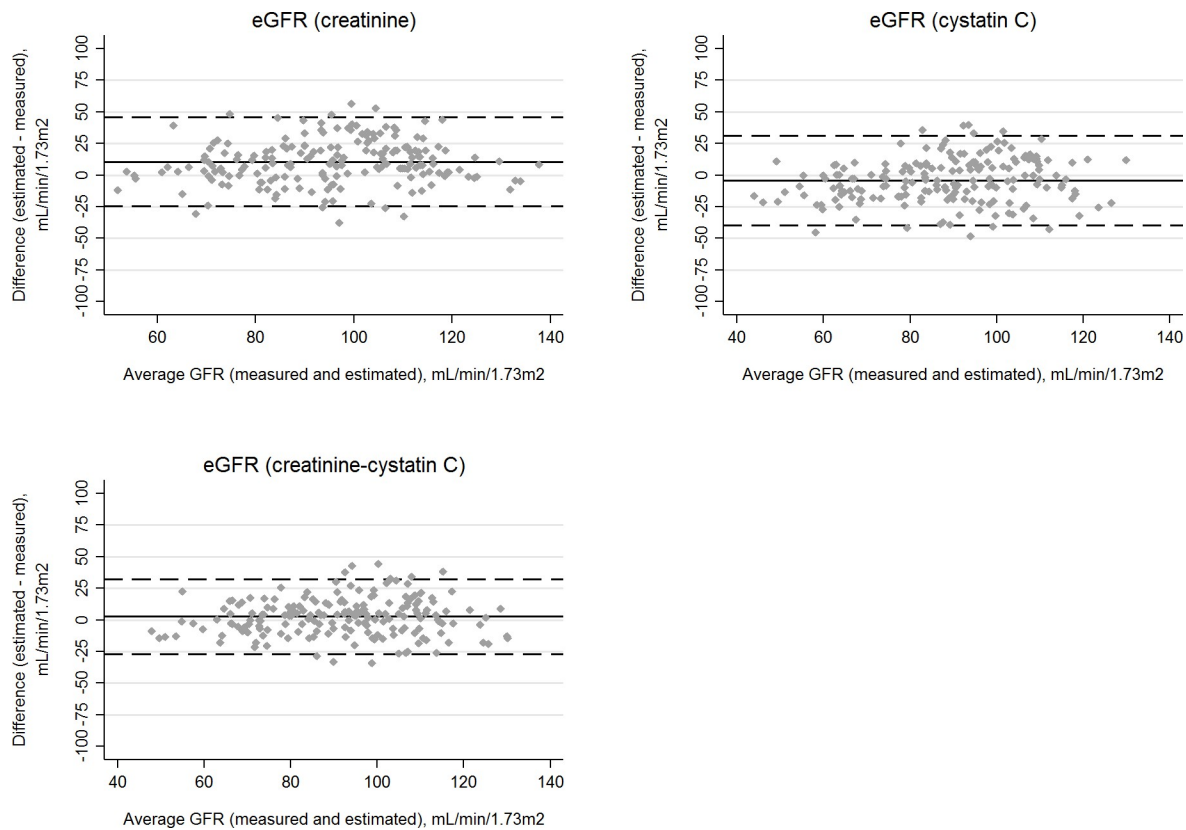 eGFR (creatinine)
Difference (estimated - measured),
mL/min/1.73m2
100
75
50
25
0
-25
-50
-75
-100
60 80 100 120 140
Average GFR (measured and estimated), mL/min/1.73m2
eGFR (cystatin C)
Difference (estimated - measured),
mL/min/1.73m2
100
75
50
25
0
-25
-50
-75
-100
40 60 80 100 120 140
Average GFR (measured and estimated), mL/min/1.73m2
eGFR (creatinine-cystatin C)
Difference (estimated - measured),
mL/min/1.73m2
100
75
50
25
0
-25
-50
-75
-100
40 60 80 100 120 140
Average GFR (measured and estimated), mL/min/1.73m2